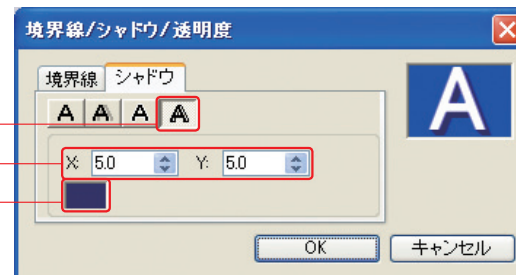 境界線/シャドウ/透明度
境界線 シャドウ
A A A A
X: 5.0 Y: 5.0
A
OK キャンセル